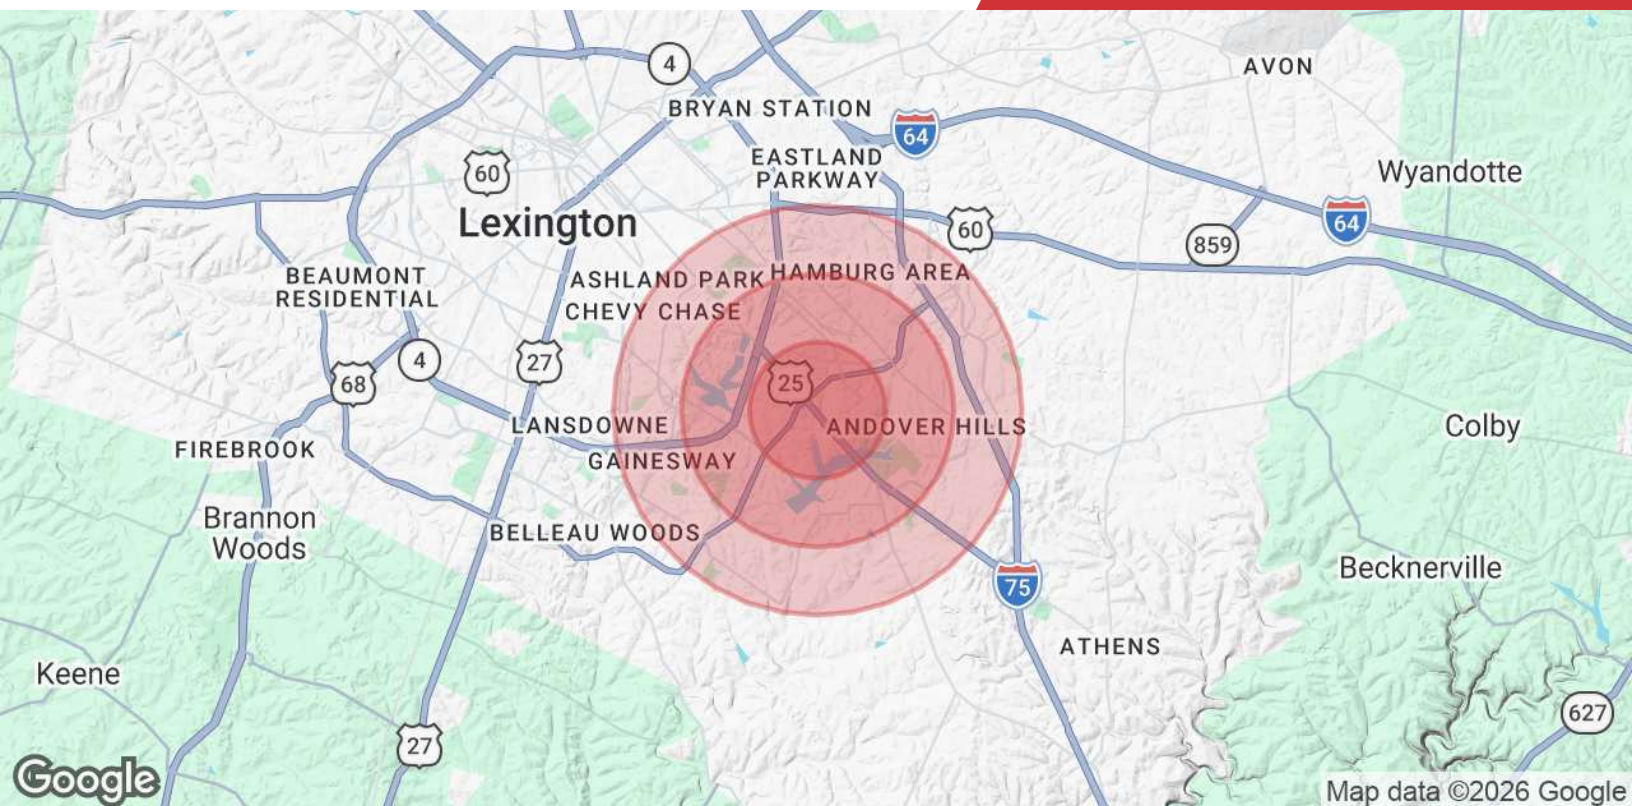 4
BRYAN STATION
64
AVON
EASTLAND
PARKWAY
60
Wyandotte
Lexington
60
64
859
BEAUMONT
RESIDENTIAL
ASHLAND PARK
HAMBURG AREA
CHEVY CHASE
68
4
27
25
LANSDOWNE
ANDOVER HILLS
Colby
FIREBROOK
GAINESWAY
Brannon
Woods
BELLEAU WOODS
75
Becknerville
ATHENS
Keene
27
627
Google
Map data ©2026 Google